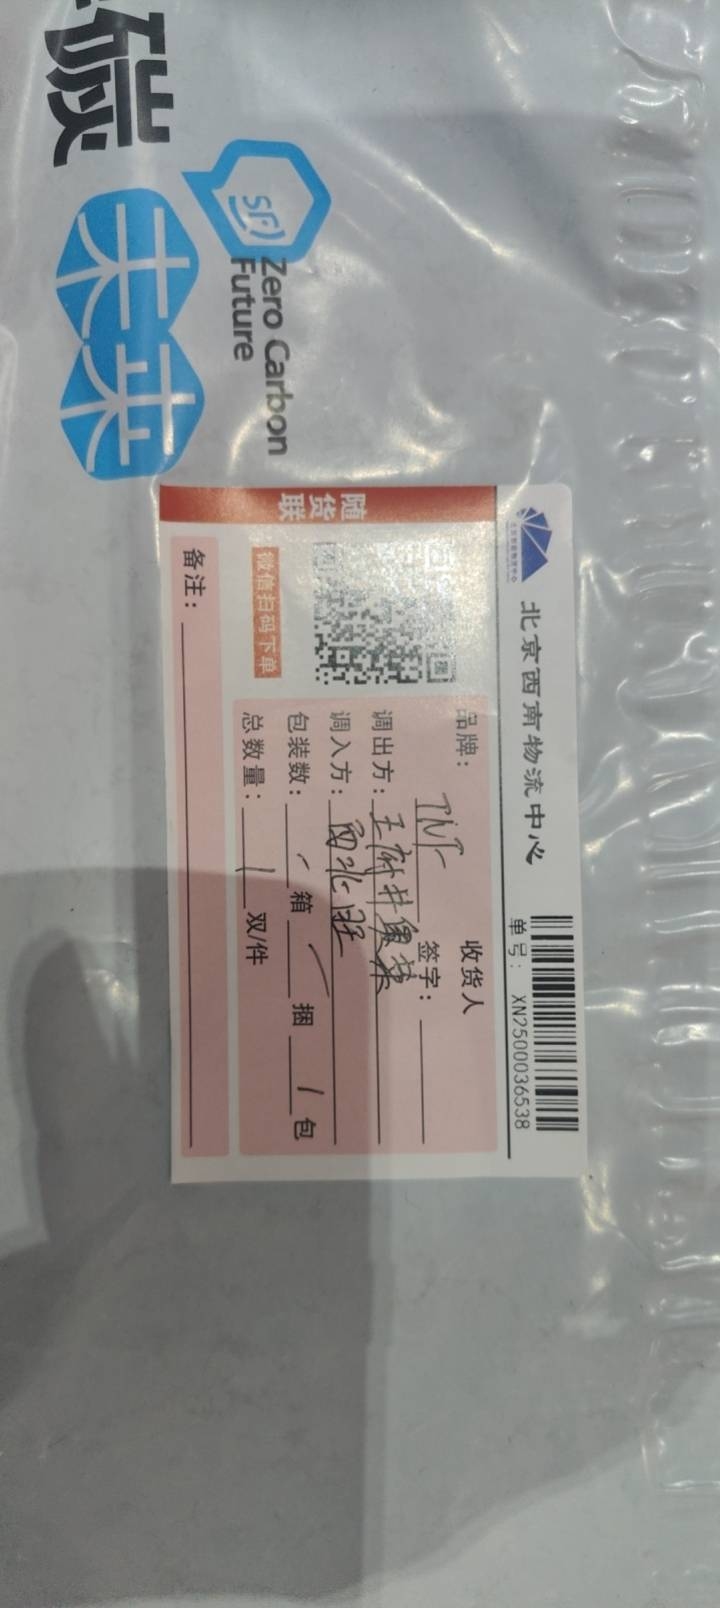 碳
未来
SF
Zero Carbon
Future
北京西南物流中心
单号: XN2500036538
随货联
微信扫码下单
品牌: TNF
收货人
签字:
调出方: 王府井奥莱
调入方: 西北旺
包装数: 箱 捆 1 包
总数量: 1 双/件
备注: